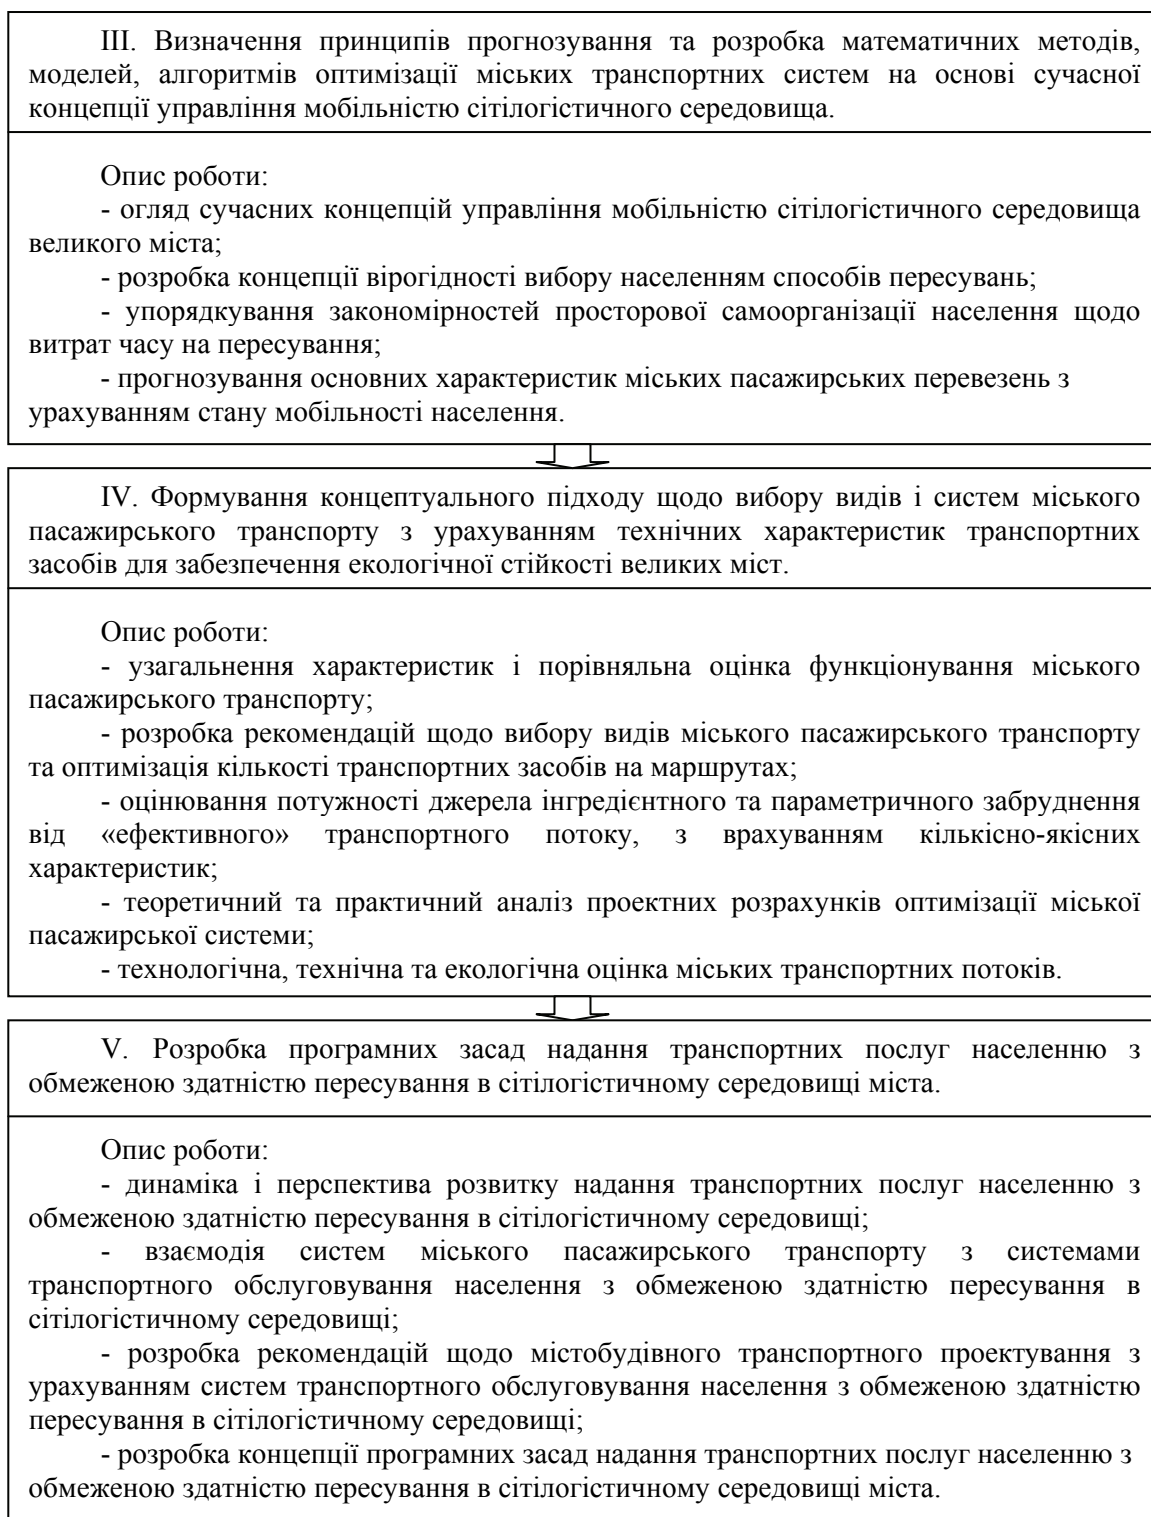 III. Визначення принципів прогнозування та розробка математичних методів,
моделей, алгоритмів оптимізації міських транспортних систем на основі сучасної
концепції управління мобільністю сітілогістичного середовища.
Опис роботи:
- огляд сучасних концепцій управління мобільністю сітілогістичного середовища
великого міста;
- розробка концепції вірогідності вибору населенням способів пересувань;
- упорядкування закономірностей просторової самоорганізації населення щодо
витрат часу на пересування;
- прогнозування основних характеристик міських пасажирських перевезень з
урахуванням стану мобільності населення.
IV. Формування концептуального підходу щодо вибору видів і систем міського
пасажирського транспорту з урахуванням технічних характеристик транспортних
засобів для забезпечення екологічної стійкості великих міст.
Опис роботи:
- узагальнення характеристик і порівняльна оцінка функціонування міського
пасажирського транспорту;
- розробка рекомендацій щодо вибору видів міського пасажирського транспорту
та оптимізація кількості транспортних засобів на маршрутах;
- оцінювання потужності джерела інгредієнтного та параметричного забруднення
від «ефективного» транспортного потоку, з врахуванням кількісно-якісних
характеристик;
- теоретичний та практичний аналіз проектних розрахунків оптимізації міської
пасажирської системи;
- технологічна, технічна та екологічна оцінка міських транспортних потоків.
V. Розробка програмних засад надання транспортних послуг населенню з
обмеженою здатністю пересування в сітілогістичному середовищі міста.
Опис роботи:
- динаміка і перспектива розвитку надання транспортних послуг населенню з
обмеженою здатністю пересування в сітілогістичному середовищі;
- взаємодія систем міського пасажирського транспорту з системами
транспортного обслуговування населення з обмеженою здатністю пересування в
сітілогістичному середовищі;
- розробка рекомендацій щодо містобудівного транспортного проектування з
урахуванням систем транспортного обслуговування населення з обмеженою здатністю
пересування в сітілогістичному середовищі;
- розробка концепції програмних засад надання транспортних послуг населенню з
обмеженою здатністю пересування в сітілогістичному середовищі міста.